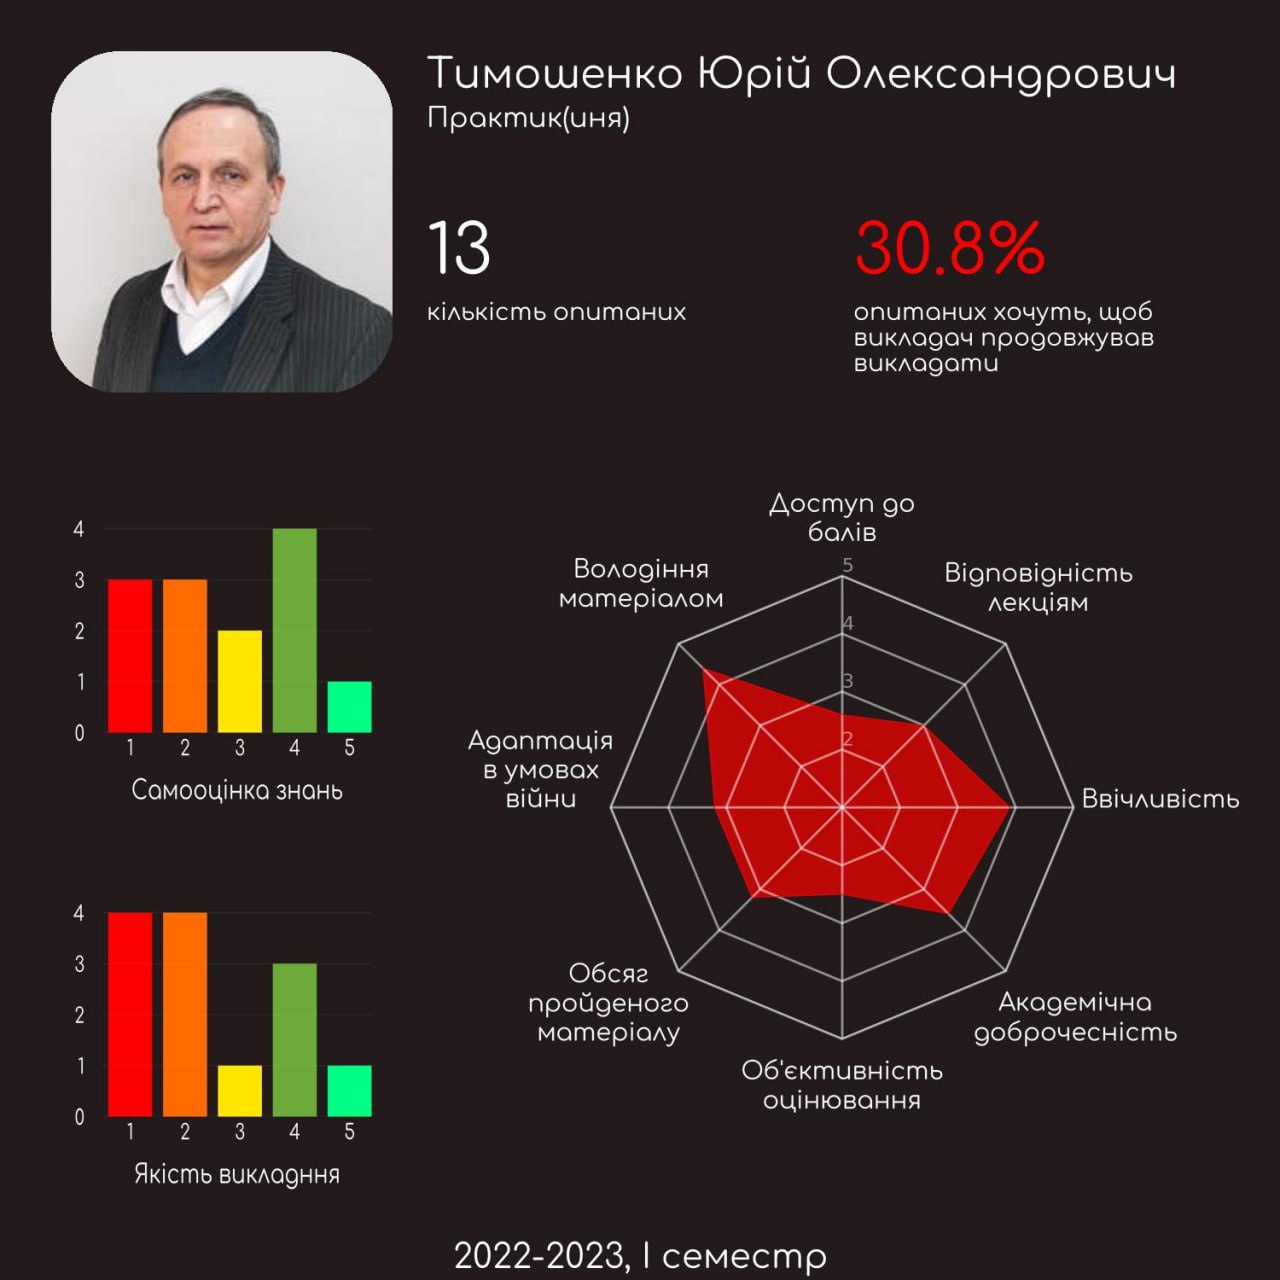 Тимошенко Юрій Олександрович
Практик(иня)
13
кількість опитаних
30.8%
опитаних хочуть, щоб
викладач продовжував
викладати
4
3
2
1
0
1 2 3 4 5
Самооцінка знань
4
3
2
1
0
1 2 3 4 5
Якість викладння
Доступ до
балів
Відповідність
лекціям
Ввічливість
Академічна
доброчесність
Об'єктивність
оцінювання
Обсяг
пройденого
матеріалу
Адаптація
в умовах
війни
Володіння
матеріалом
5
4
3
2
2022-2023, І семестр